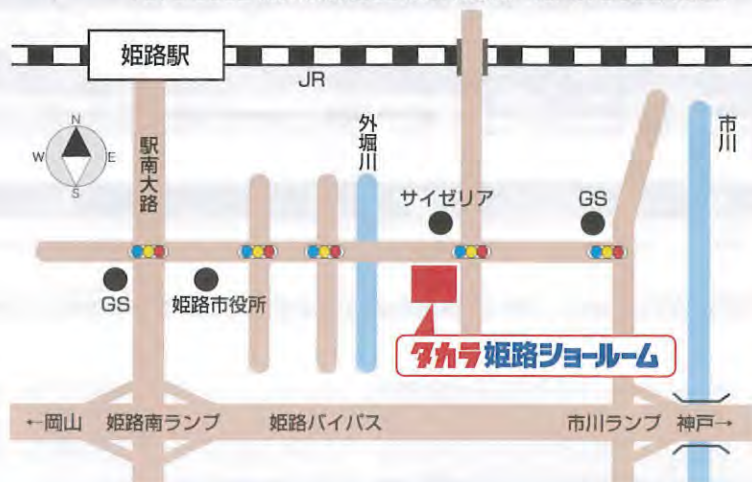 姫路駅
JR
N
W E
S
駅南大路
外堀川
市川
サイゼリア
GS
GS
姫路市役所
タカラ姫路ショールーム
←岡山 姫路南ランプ 姫路バイパス 市川ランプ 神戸→